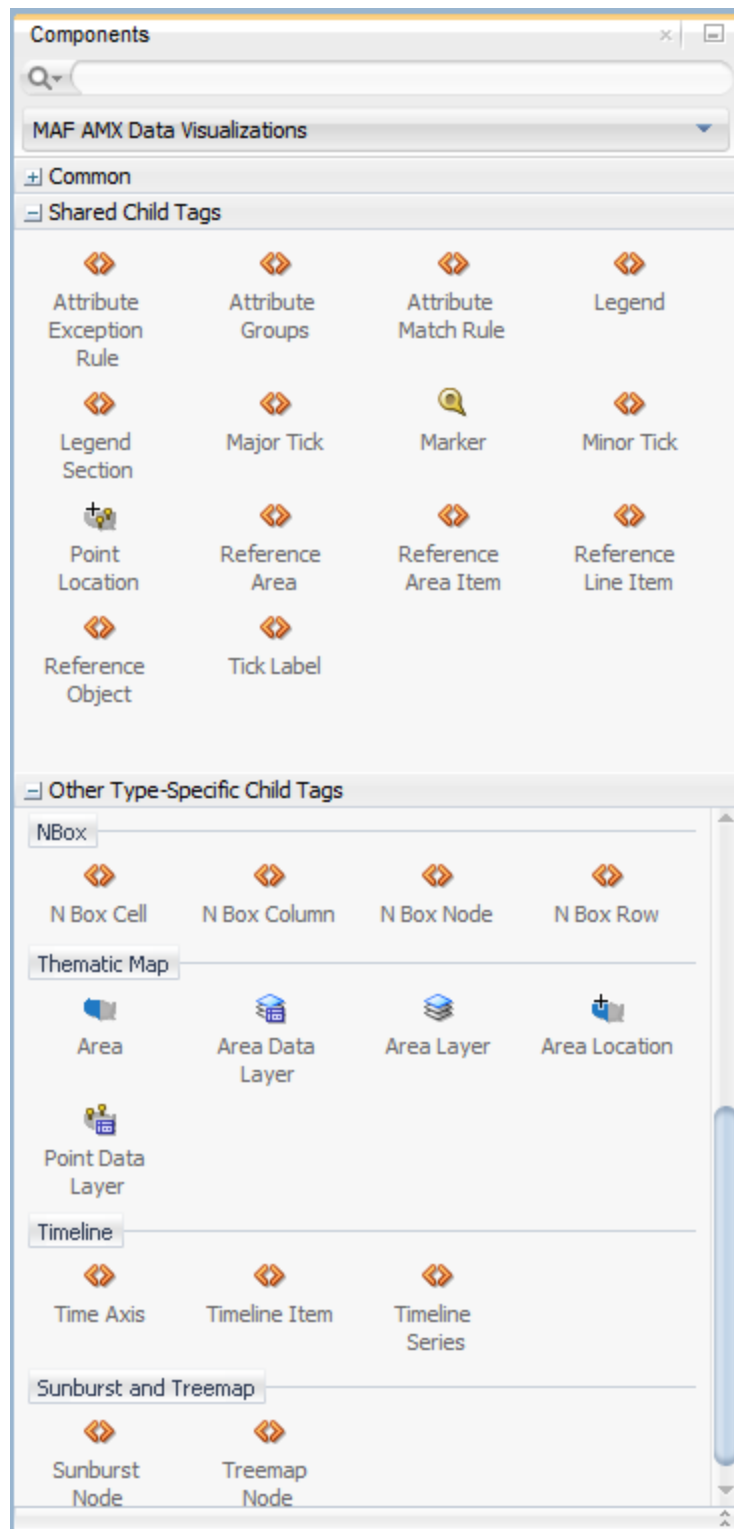 Components
MAF AMX Data Visualizations
Common
Shared Child Tags
Attribute Exception Rule
Attribute Groups
Attribute Match Rule
Legend
Legend Section
Major Tick
Marker
Minor Tick
Point Location
Reference Area
Reference Area Item
Reference Line Item
Reference Object
Tick Label
Other Type-Specific Child Tags
NBox
N Box Cell
N Box Column
N Box Node
N Box Row
Thematic Map
Area
Area Data Layer
Area Layer
Area Location
Point Data Layer
Timeline
Time Axis
Timeline Item
Timeline Series
Sunburst and Treemap
Sunburst Node
Treemap Node